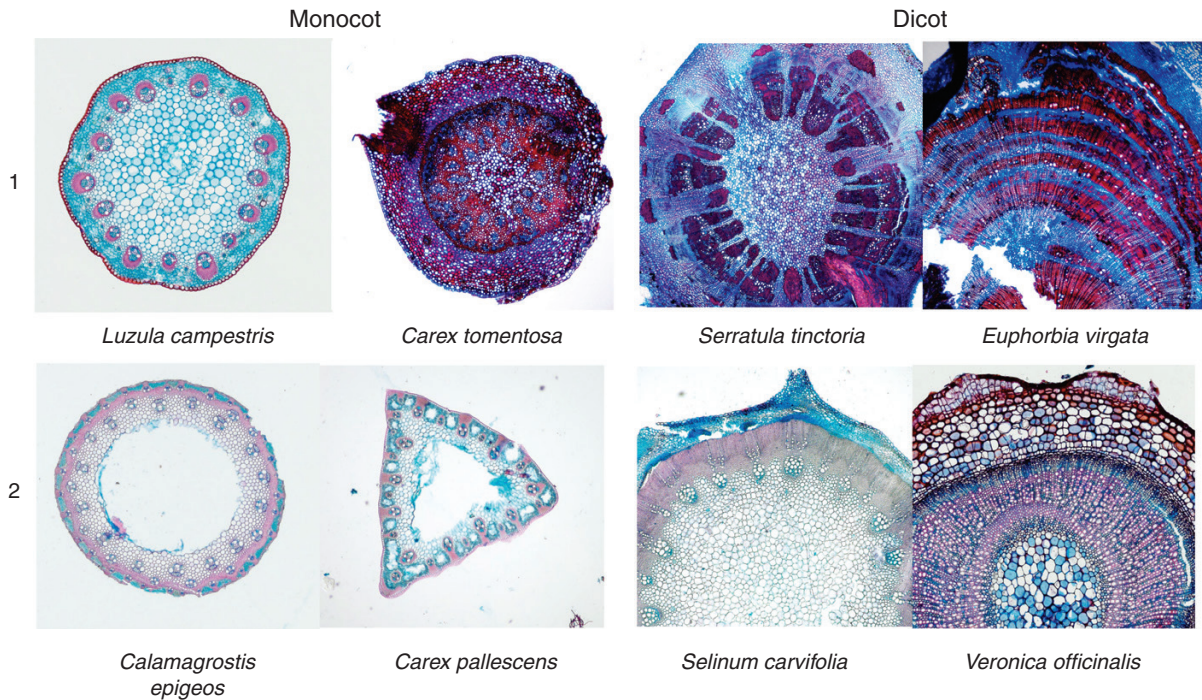 Monocot
Dicot
1
Luzula campestris
Carex tomentosa
Serratula tinctoria
Euphorbia virgata
2
Calamagrostis
epigeos
Carex pallescens
Selinum carvifolia
Veronica officinalis